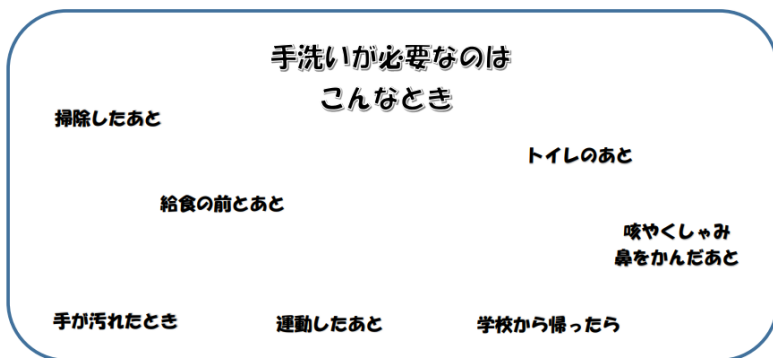 手洗いが必要なのは
こんなとき
掃除したあと
トイレのあと
給食の前とあと
咳やくしゃみ
鼻をかんだあと
手が汚れたとき
運動したあと
学校から帰ったら